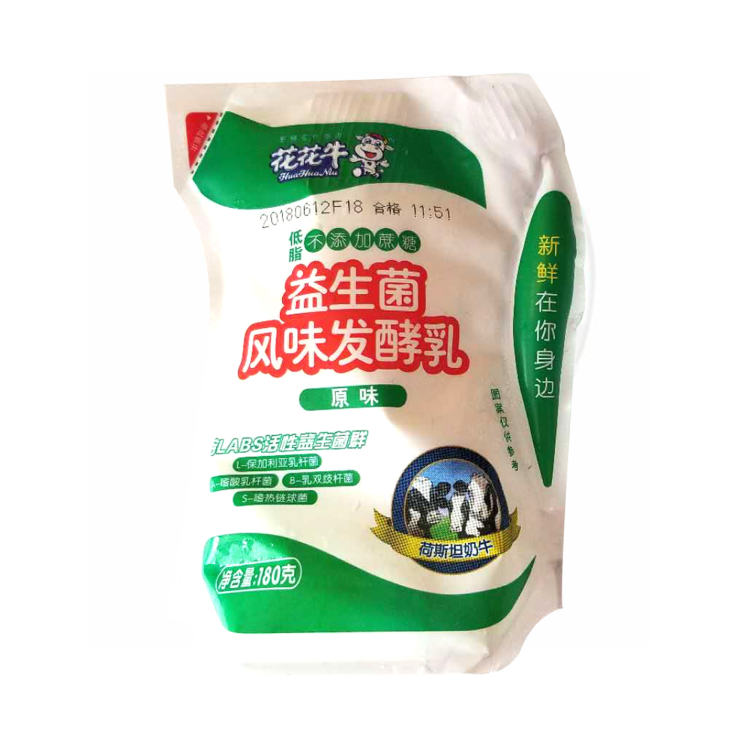 花花牛
HuaHuaNiu
20180612F18 合格 11:51
低脂
不添加蔗糖
益生菌
风味发酵乳
原味
新鲜在你身边
图案仅供参考
LABS活性益生菌群
L-保加利亚乳杆菌
A-嗜酸乳杆菌
B-乳双歧杆菌
S-嗜热链球菌
荷斯坦奶牛
净含量:180克